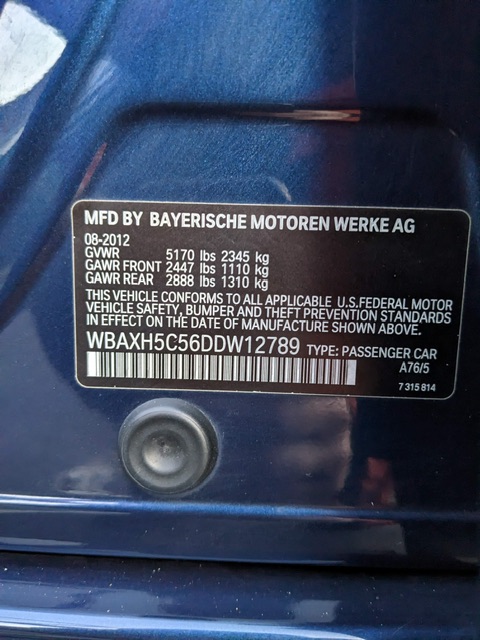 MFD BY BAYERISCHE MOTOREN WERKE AG
08-2012
GVWR 5170 lbs 2345 kg
GAWR FRONT 2447 lbs 1110 kg
GAWR REAR 2888 lbs 1310 kg
THIS VEHICLE CONFORMS TO ALL APPLICABLE U.S.FEDERAL MOTOR
VEHICLE SAFETY, BUMPER AND THEFT PREVENTION STANDARDS
IN EFFECT ON THE DATE OF MANUFACTURE SHOWN ABOVE.
WBAXH5C56DDW12789 TYPE: PASSENGER CAR
A76/5
7 315 814